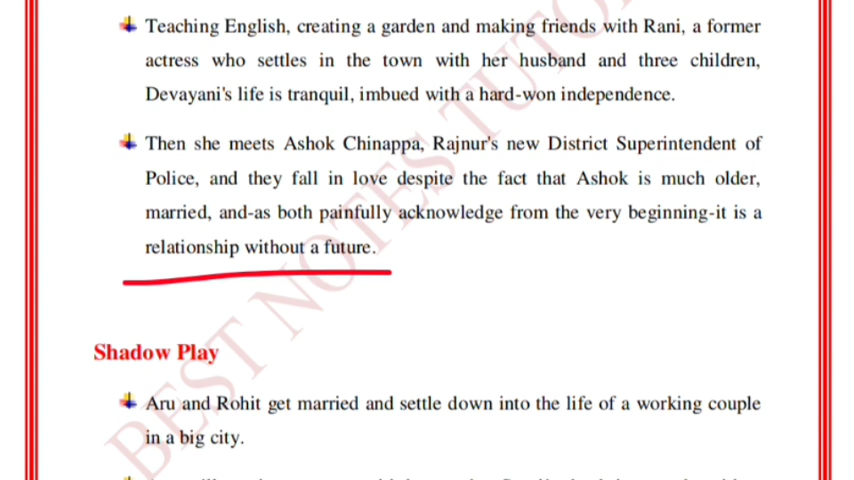 Teaching English, creating a garden and making friends with Rani, a former
actress who settles in the town with her husband and three children,
Devayani's life is tranquil, imbued with a hard-won independence.
Then she meets Ashok Chinappa, Rajnur's new District Superintendent of
Police, and they fall in love despite the fact that Ashok is much older,
married, and-as both painfully acknowledge from the very beginning-it is a
relationship without a future.
Shadow Play
Aru and Rohit get married and settle down into the life of a working couple
in a big city.
BEST NOTES TUTO